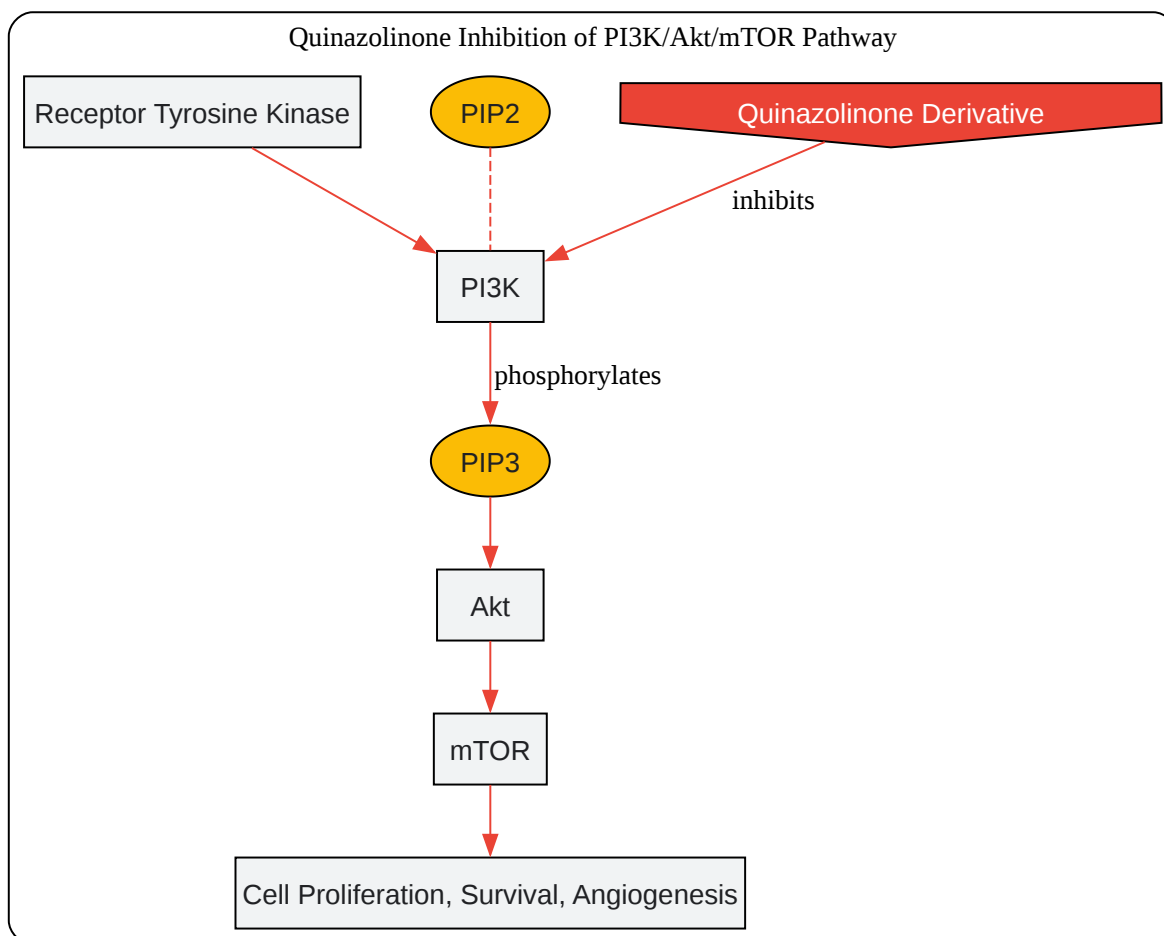 Quinazolinone Inhibition of PI3K/Akt/mTOR Pathway
Receptor Tyrosine Kinase
PIP2
Quinazolinone Derivative
inhibits
PI3K
phosphorylates
PIP3
Akt
mTOR
Cell Proliferation, Survival, Angiogenesis